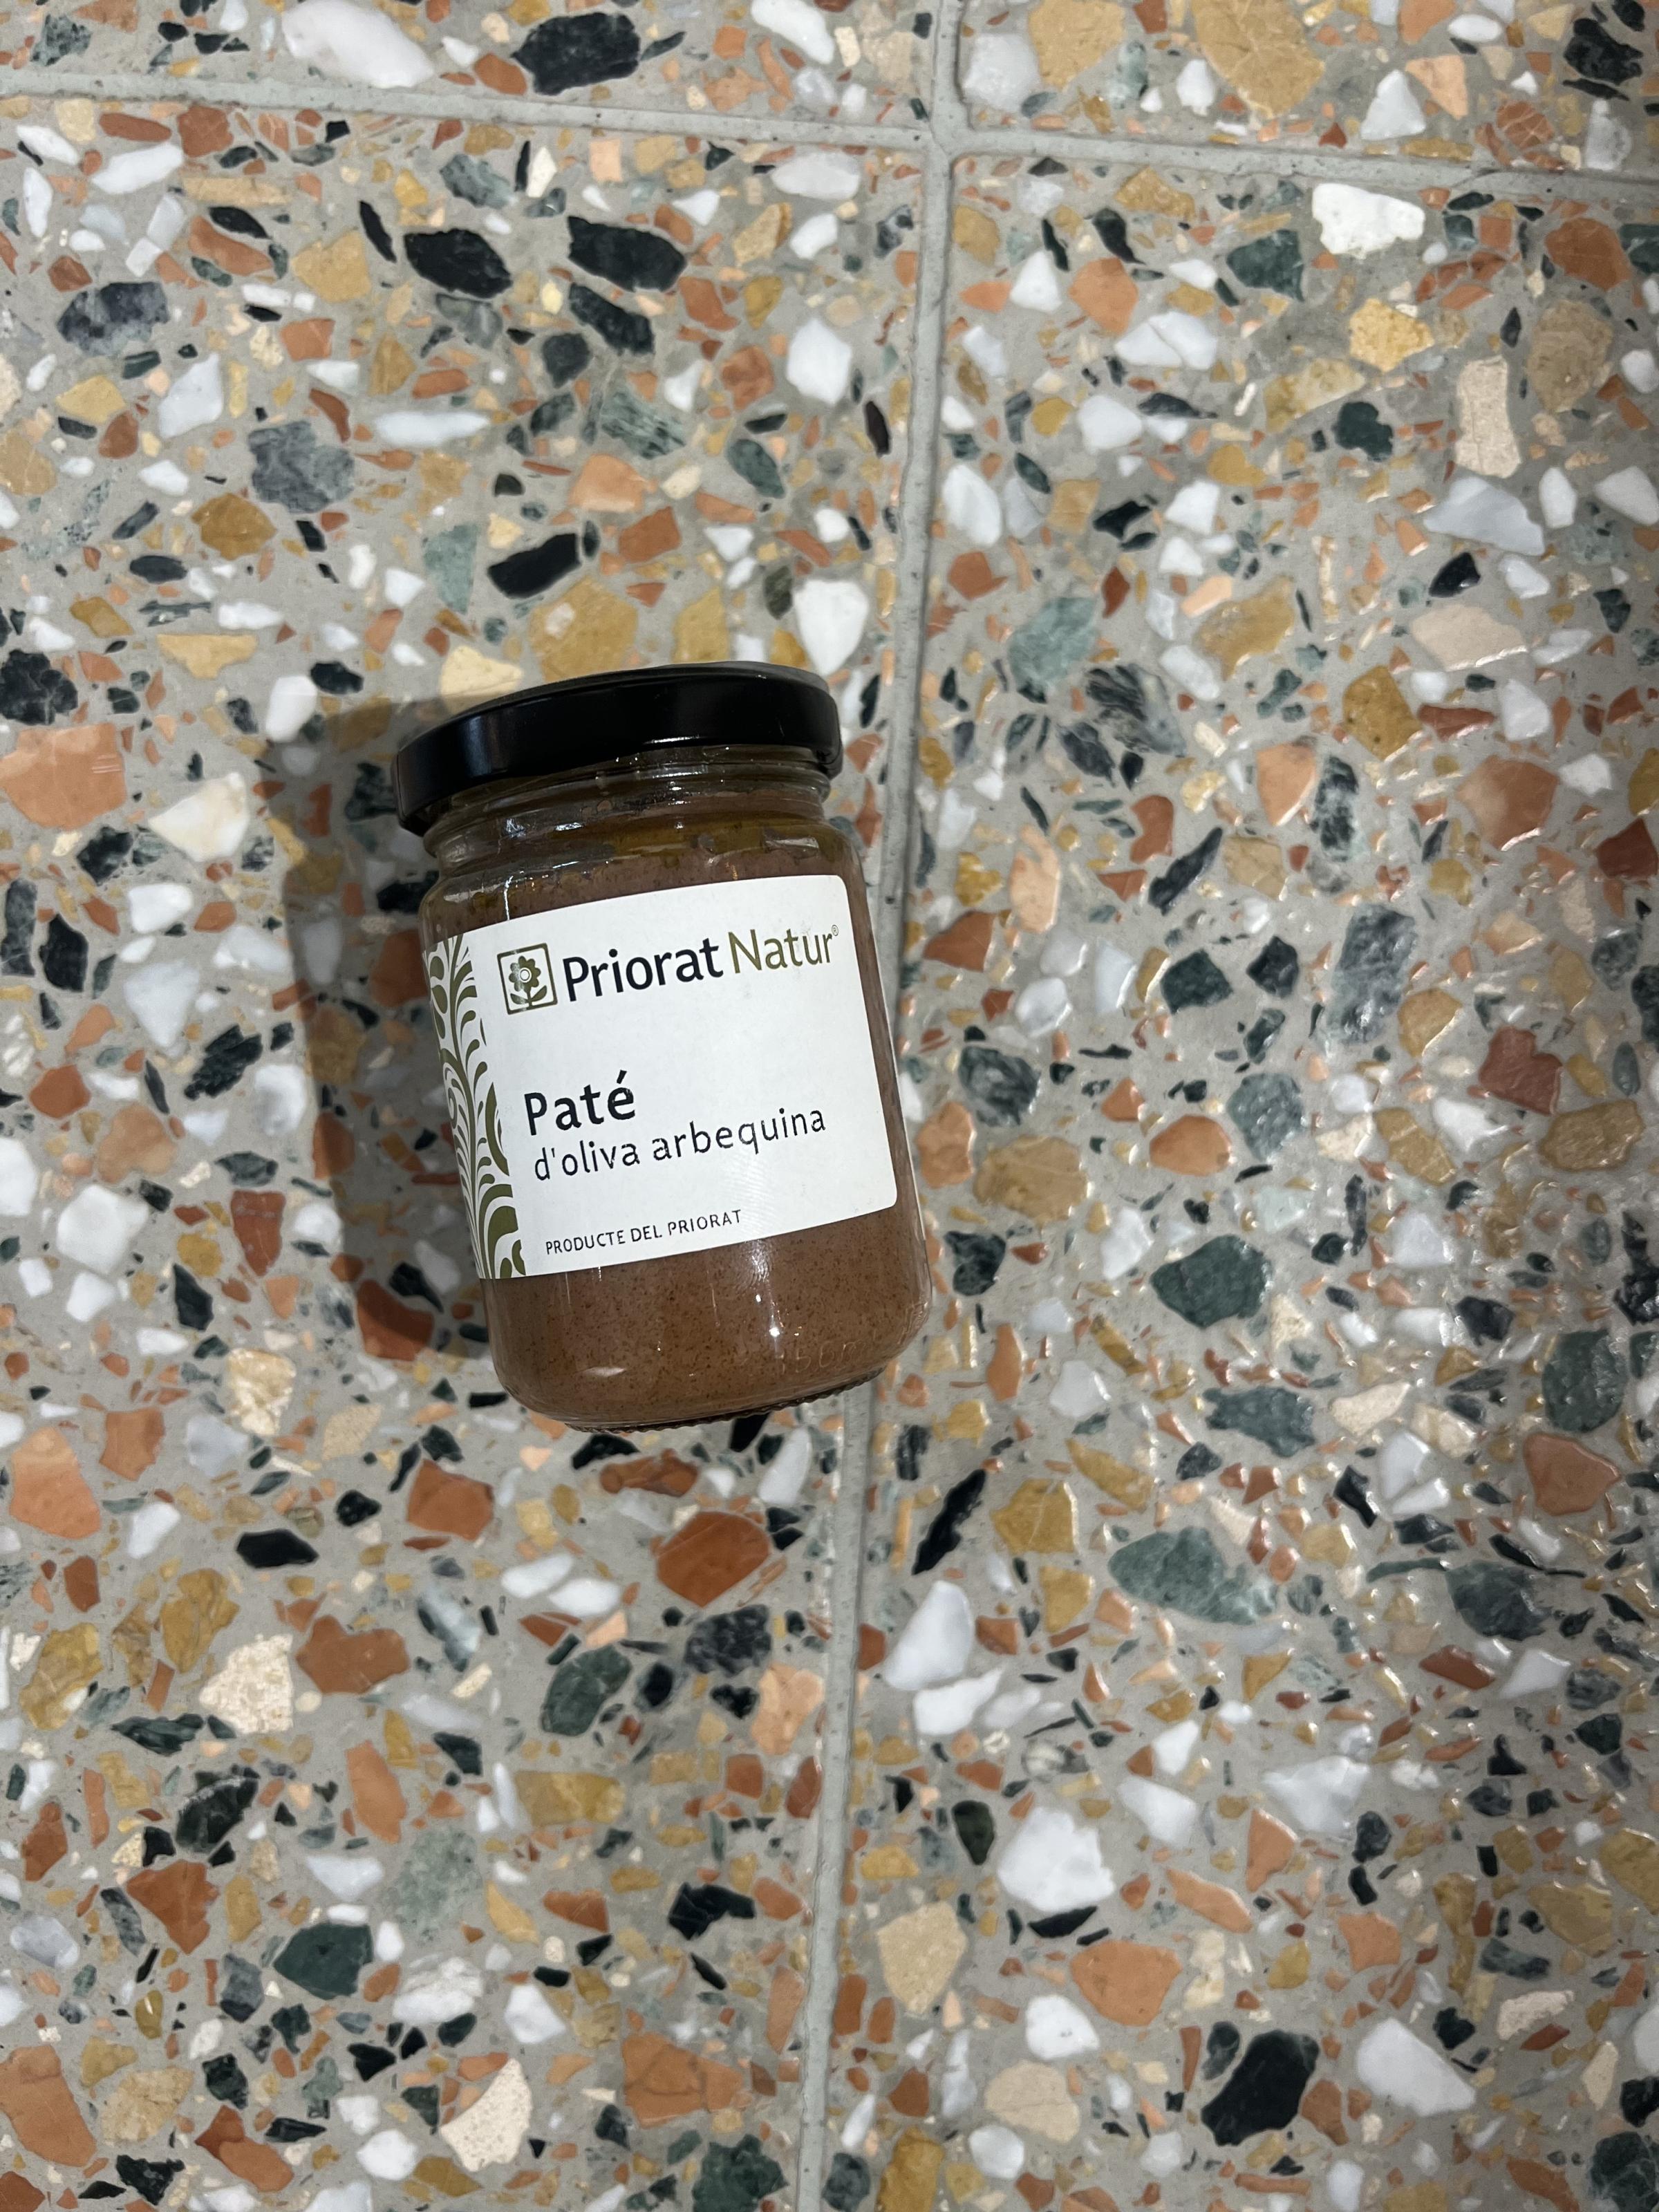 Priorat Natur®
Paté
d'oliva arbequina
PRODUCTE DEL PRIORAT